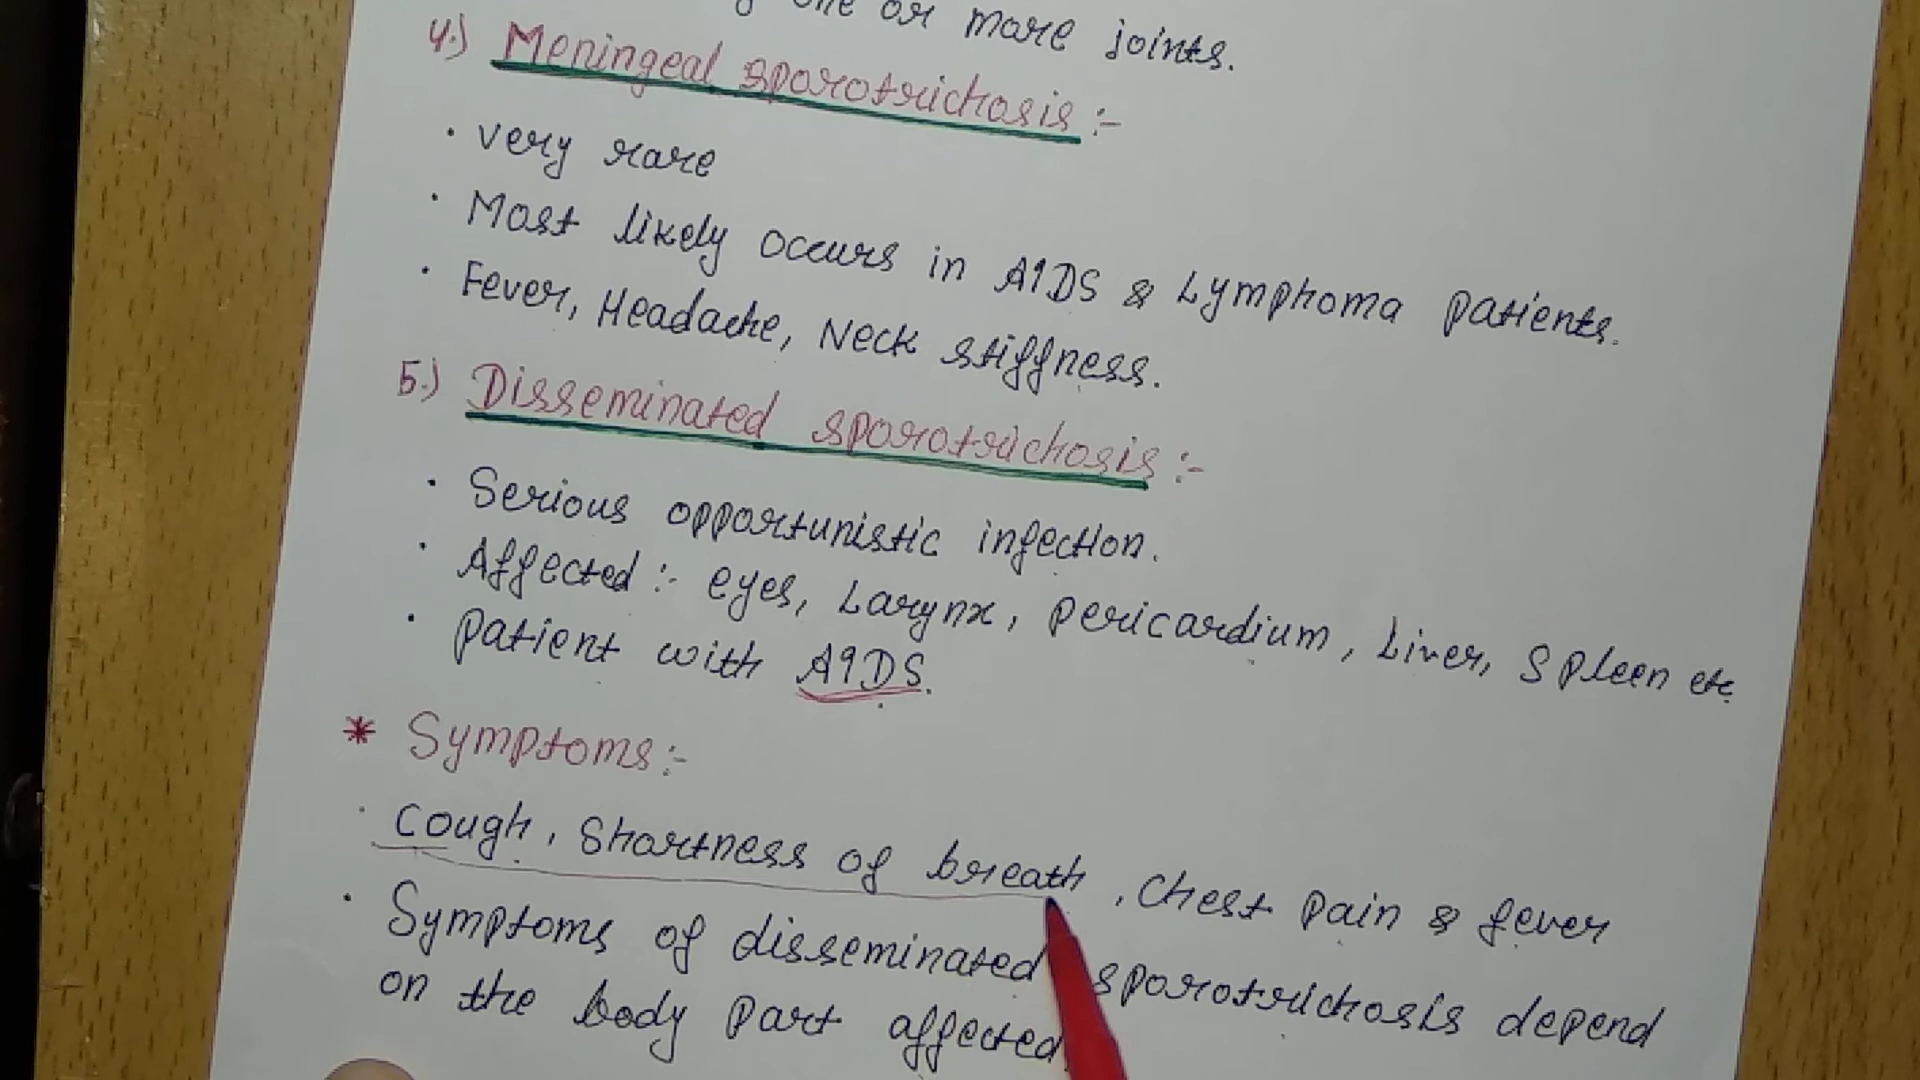 one or more joints.
4.) Meningeal sporotrichosis :-
· very rare
· Most likely occurs in AIDS & Lymphoma patients.
· Fever, Headache, Neck stiffness.
5.) Disseminated sporotrichosis :-
· Serious opportunistic infection.
· Affected :- eyes, Larynx, pericardium, Liver, Spleen etc
· patient with AIDS.
* Symptoms :-
· Cough, Shortness of breath, Chest pain & fever
· Symptoms of disseminated sporotrichosis depend
on the body part affected